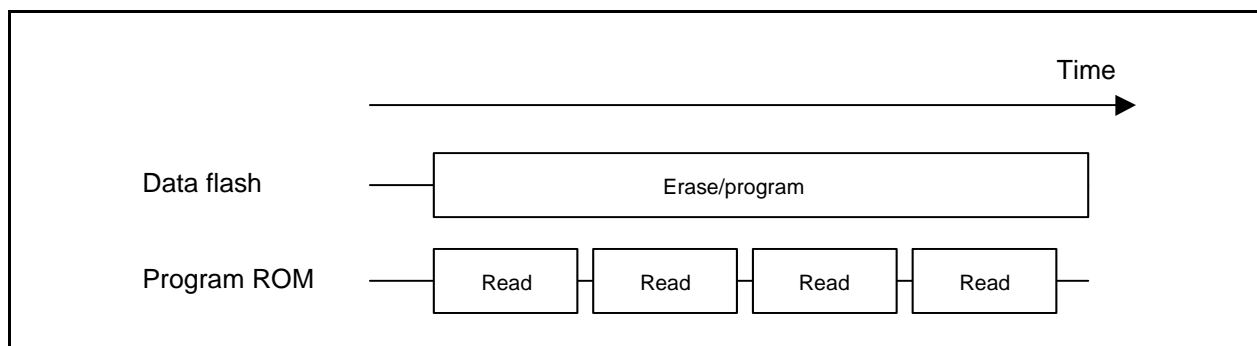 Time
Data flash
Erase/program
Program ROM
Read
Read
Read
Read